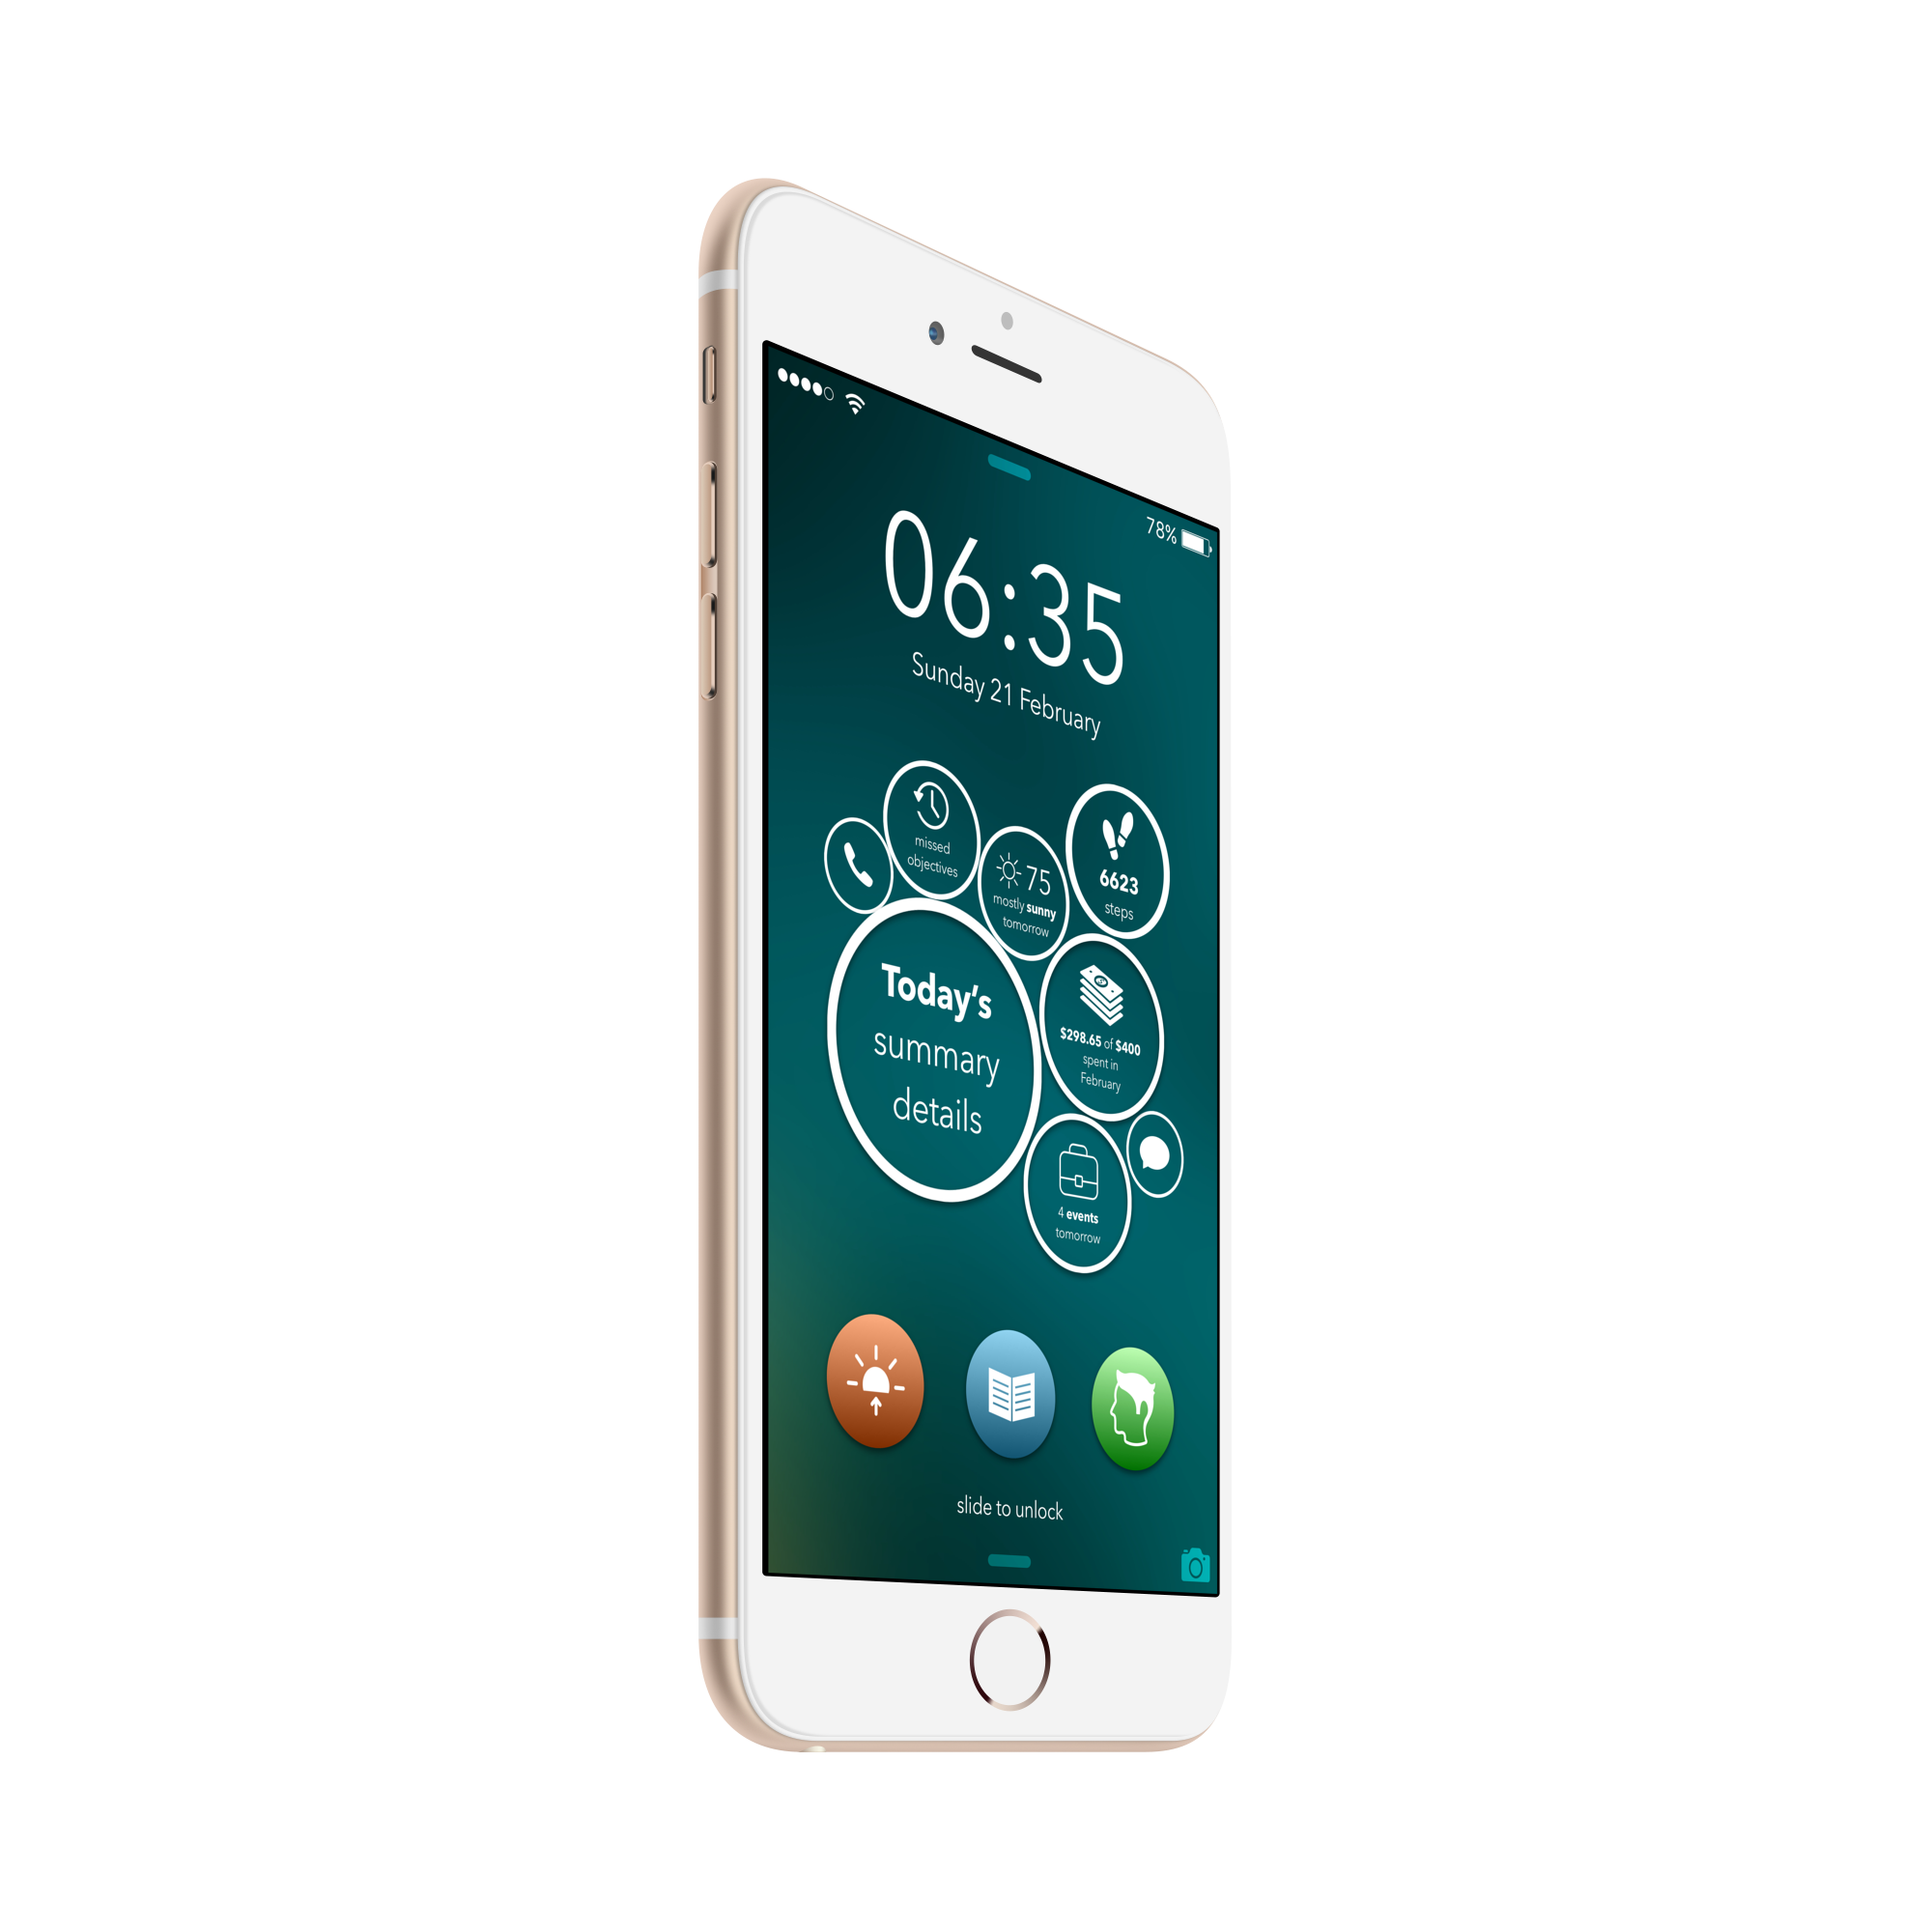 78%
06:35
Sunday 21 February
missed
objectives
75
mostly sunny
tomorrow
6623
steps
Today's
summary
details
$298.65 of $400
spent in
February
4 events
tomorrow
slide to unlock